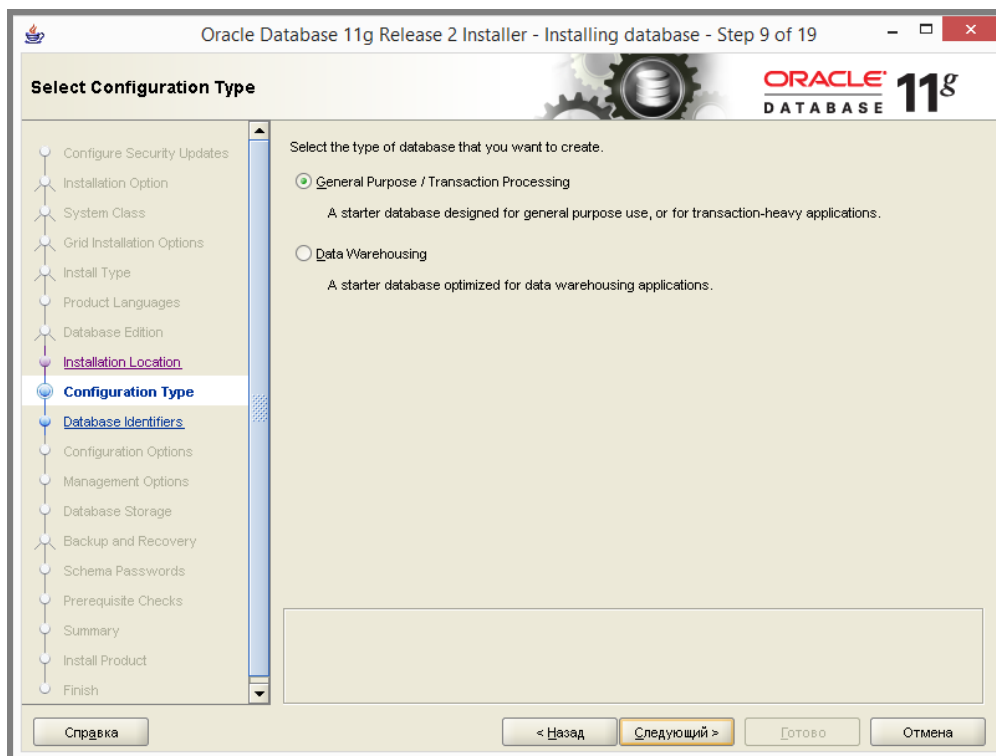 Oracle Database 11g Release 2 Installer - Installing database - Step 9 of 19
Select Configuration Type
ORACLE
DATABASE
11g
Configure Security Updates
Installation Option
System Class
Grid Installation Options
Install Type
Product Languages
Database Edition
Installation Location
Configuration Type
Database Identifiers
Configuration Options
Management Options
Database Storage
Backup and Recovery
Schema Passwords
Prerequisite Checks
Summary
Install Product
Finish
Select the type of database that you want to create.
General Purpose / Transaction Processing
A starter database designed for general purpose use, or for transaction-heavy applications.
Data Warehousing
A starter database optimized for data warehousing applications.
Справка
< Назад
Следующий >
Готово
Отмена